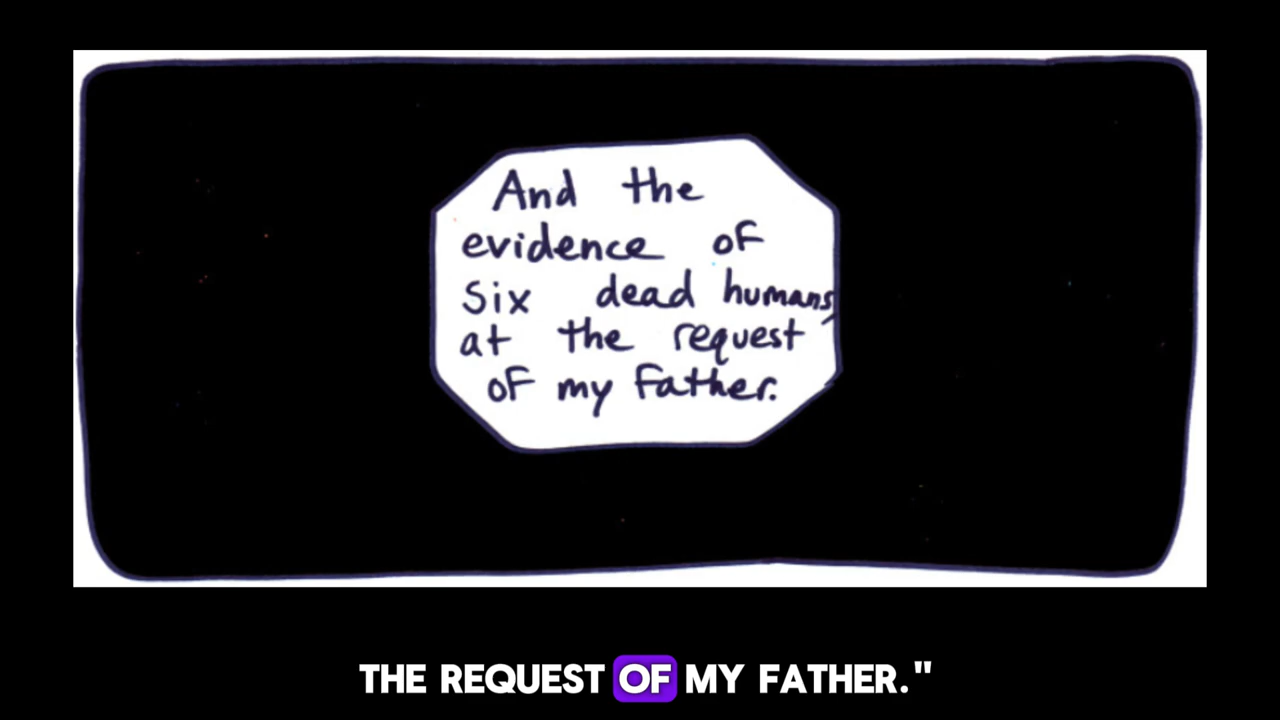 And the
evidence of
six dead humans,
at the request
of my father.
THE REQUEST OF MY FATHER."